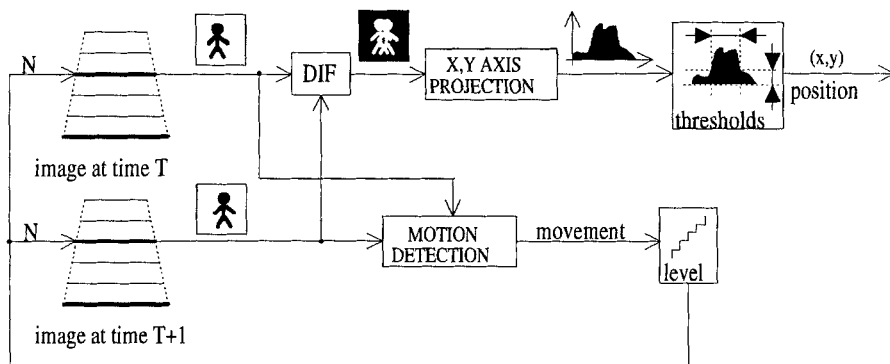 N
image at time T
DIF
X,Y AXIS
PROJECTION
thresholds
(x,y)
position
N
image at time T+1
MOTION
DETECTION
movement
level